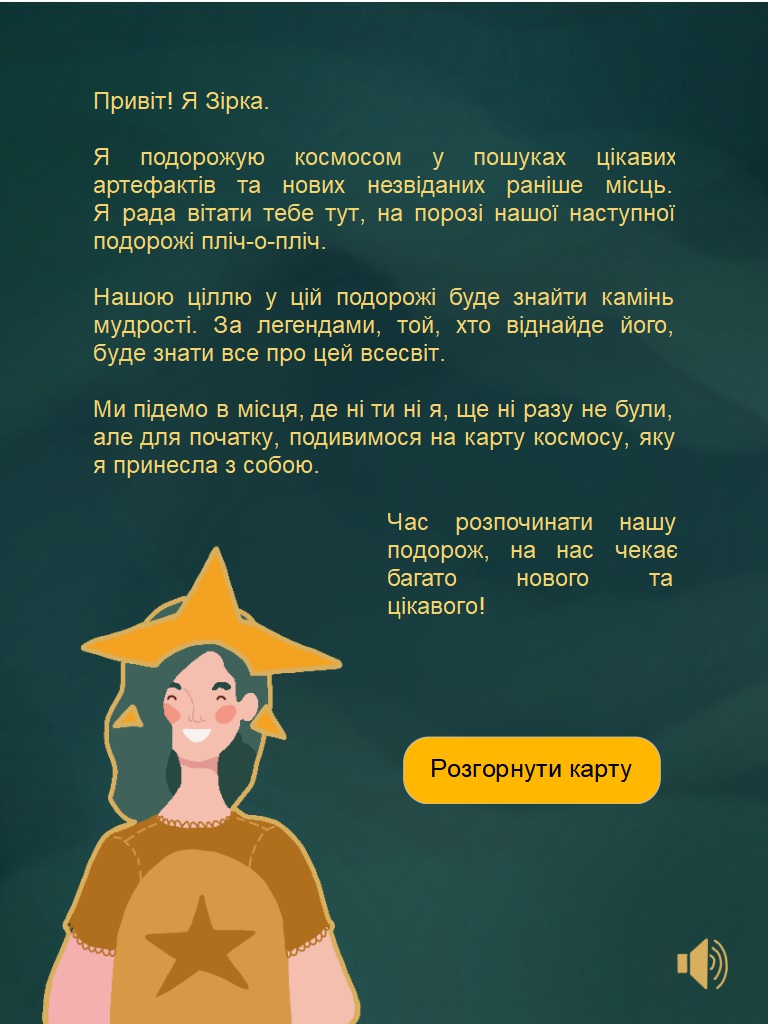 Привіт! Я Зірка.
Я подорожую космосом у пошуках цікавих
артефактів та нових незвіданих раніше місць.
Я рада вітати тебе тут, на порозі нашої наступної
подорожі пліч-о-пліч.
Нашою ціллю у цій подорожі буде знайти камінь
мудрості. За легендами, той, хто віднайде його,
буде знати все про цей всесвіт.
Ми підемо в місця, де ні ти ні я, ще ні разу не були,
але для початку, подивимося на карту космосу, яку
я принесла з собою.
Час розпочинати нашу
подорож, на нас чекає
багато нового та
цікавого!
Розгорнути карту